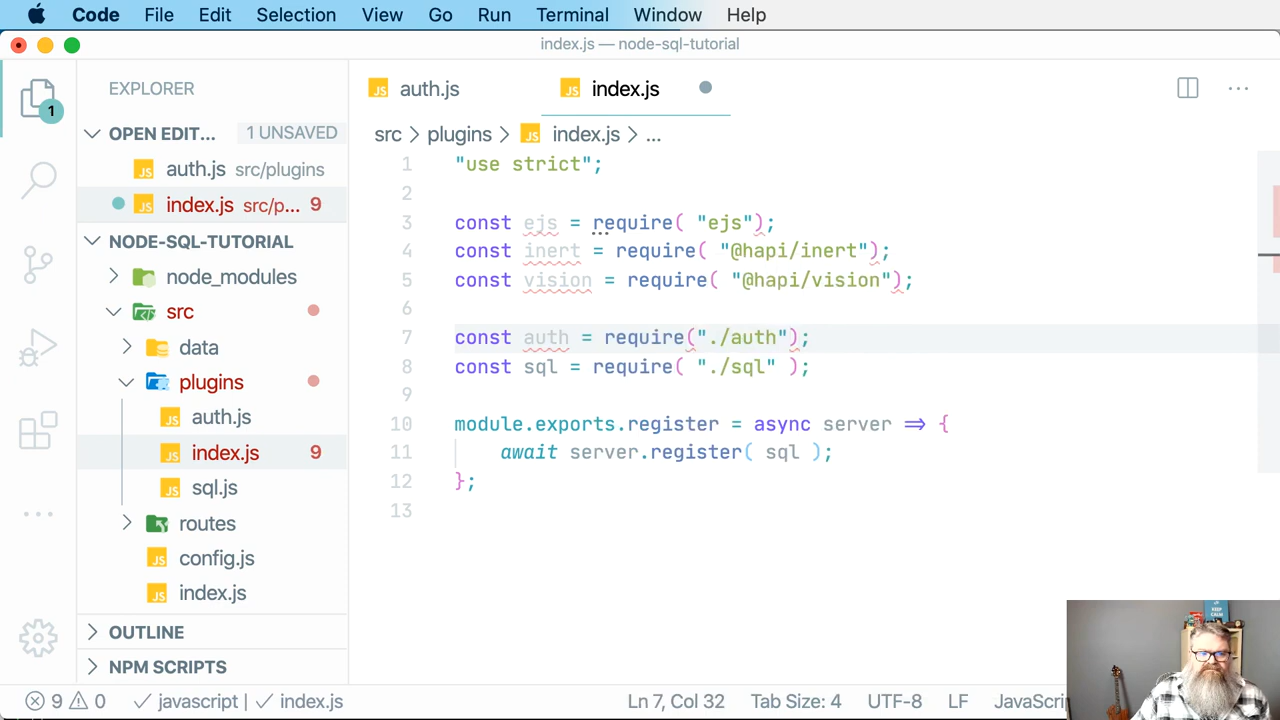 Code File Edit Selection View Go Run Terminal Window Help
index.js — node-sql-tutorial
EXPLORER
1
OPEN EDIT... 1 UNSAVED
JS auth.js src/plugins
JS index.js src/p... 9
NODE-SQL-TUTORIAL
node_modules
src
data
plugins
JS auth.js
JS index.js 9
JS sql.js
routes
JS config.js
JS index.js
OUTLINE
NPM SCRIPTS
JS auth.js JS index.js
src > plugins > JS index.js > ...
1 "use strict";
2
3 const ejs = require( "ejs");
4 const inert = require( "@hapi/inert");
5 const vision = require( "@hapi/vision");
6
7 const auth = require("./auth");
8 const sql = require( "./sql" );
9
10 module.exports.register = async server => {
11 await server.register( sql );
12 };
13
KEEP
CALM
9 0 javascript | index.js Ln 7, Col 32 Tab Size: 4 UTF-8 LF JavaScri